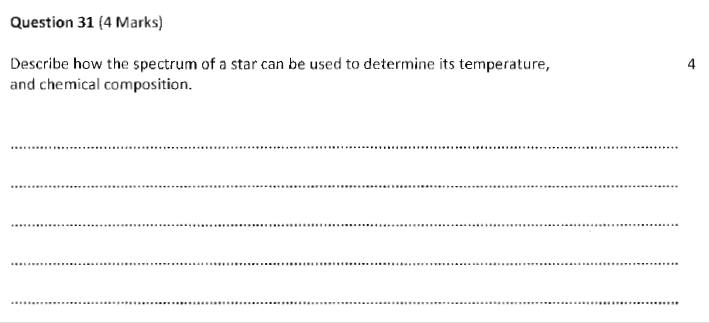 Question 31 (4 Marks)
Describe how the spectrum of a star can be used to determine its temperature, 4
and chemical composition.